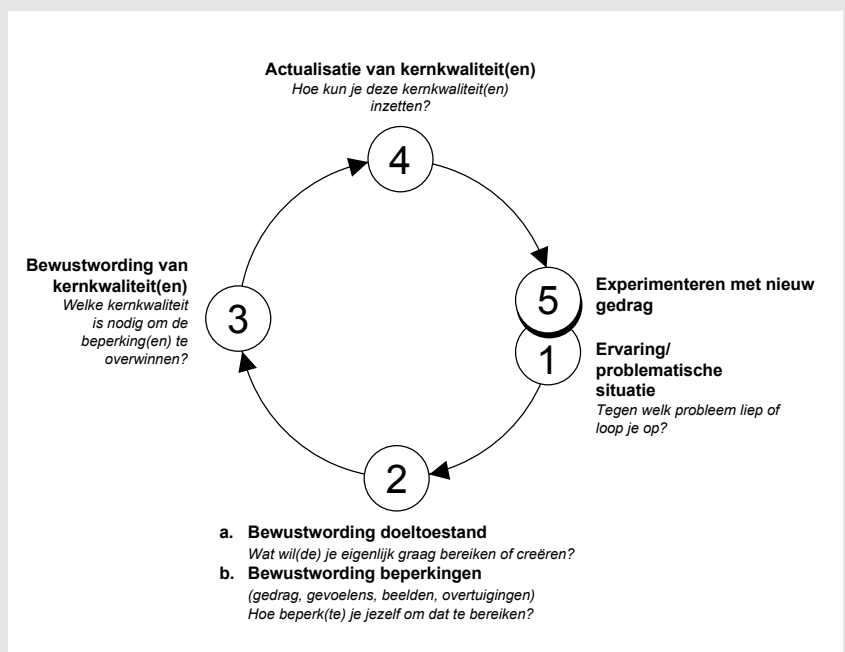 Actualisatie van kernkwaliteit(en)
Hoe kun je deze kernkwaliteit(en)
inzetten?
4
Bewustwording van
kernkwaliteit(en)
Welke kernkwaliteit
is nodig om de
beperking(en) te
overwinnen?
3
5
Experimenteren met nieuw
gedrag
1
Ervaring/
problematische
situatie
Tegen welk probleem liep of
loop je op?
2
a. Bewustwording doeltoestand
Wat wil(de) je eigenlijk graag bereiken of creëren?
b. Bewustwording beperkingen
(gedrag, gevoelens, beelden, overtuigingen)
Hoe beperk(te) je jezelf om dat te bereiken?